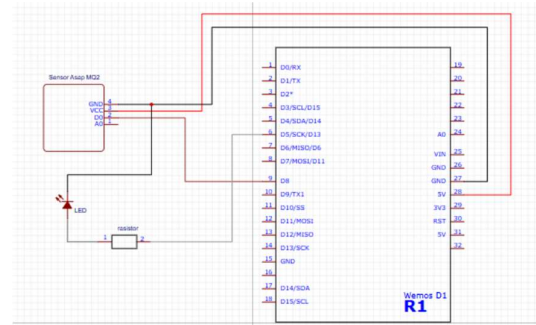 Sensor Asap MQ2
GND 4
VCC 3
D0 2
A0 1
LED
resistor
1 2
1 D0/RX
2 D1/TX
3 D2*
4 D3/SCL/D15
5 D4/SDA/D14
6 D5/SCK/D13
7 D6/MISO/D6
8 D7/MOSI/D11
9 D8
10 D9/TX1
11 D10/SS
12 D11/MOSI
13 D12/MISO
14 D13/SCK
15 GND
16
17 D14/SDA
18 D15/SCL
19
20
21
22
23
A0 24
VIN 25
GND 26
GND 27
5V 28
3V3 29
RST 30
5V 31
32
Wemos D1
R1